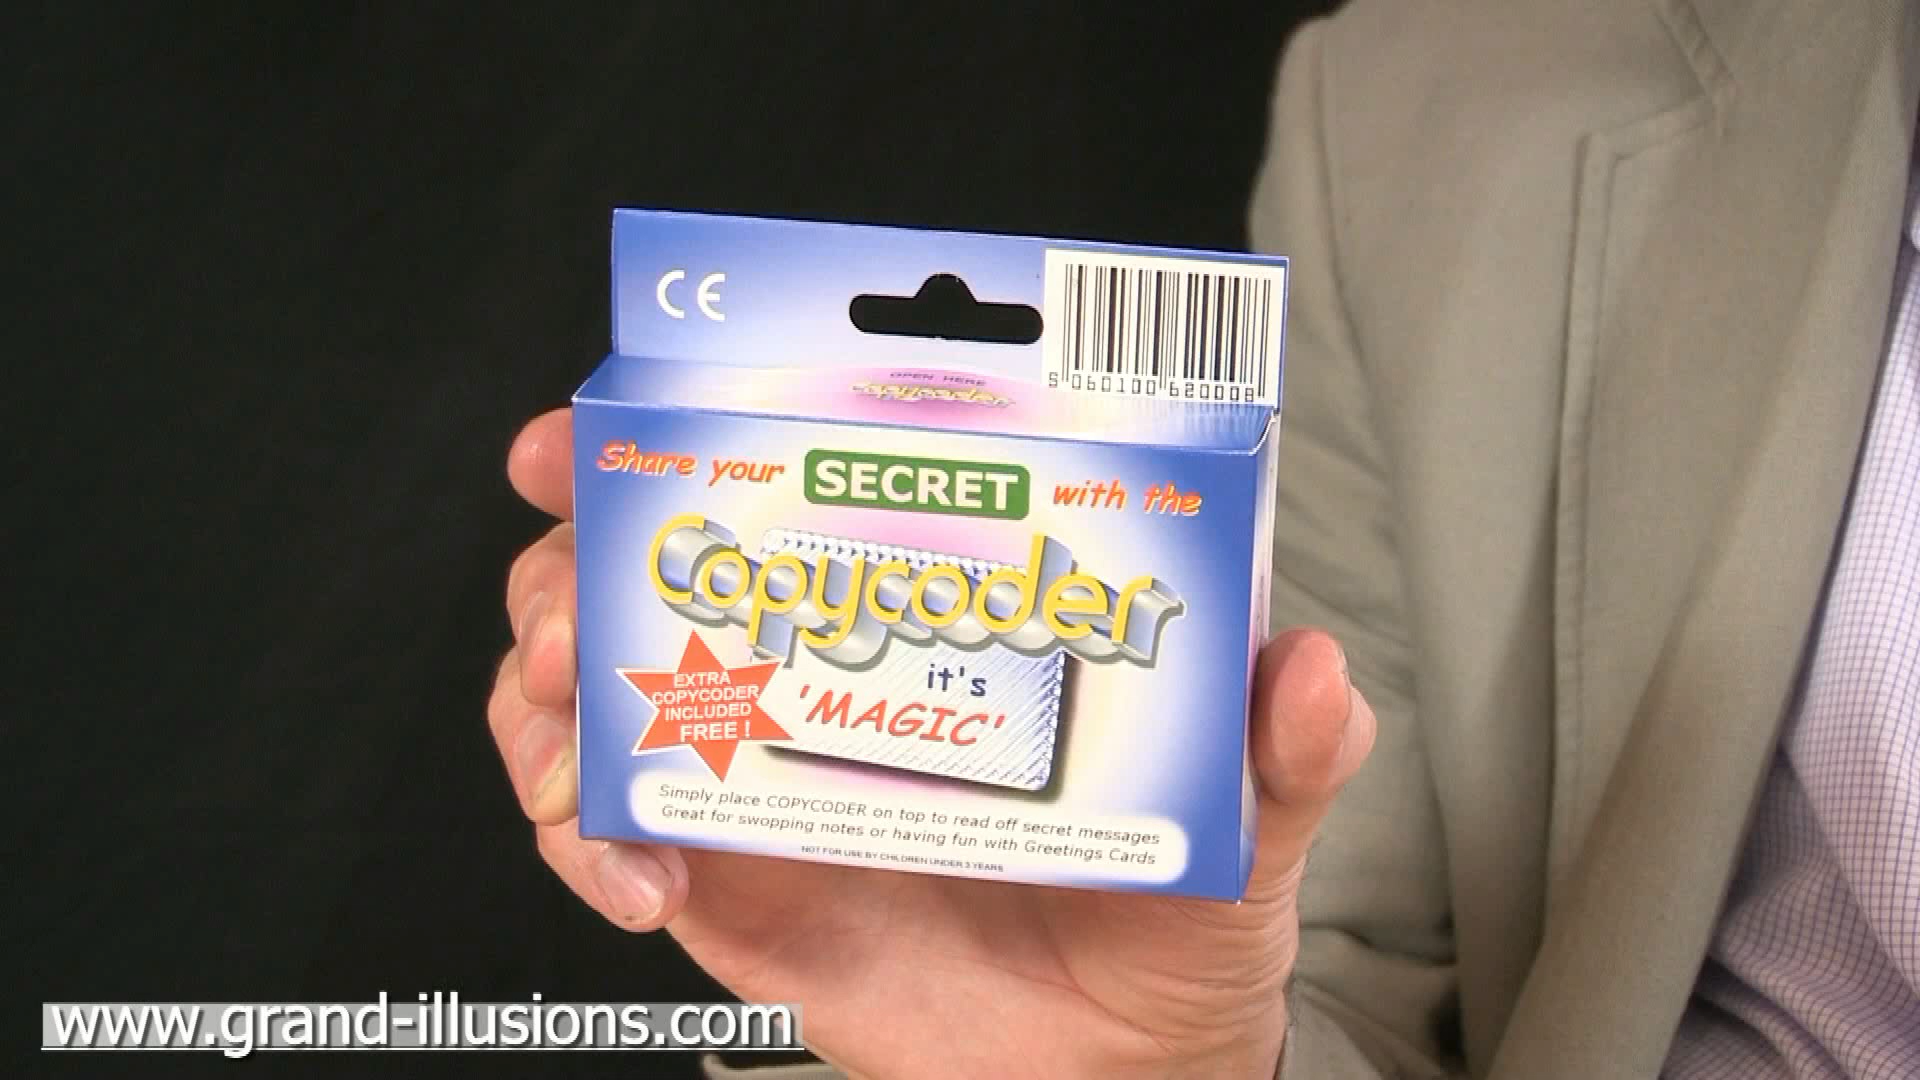 CE
5 060100 620008
OPEN HERE
Copycoder
Share your SECRET with the
Copycoder
it's
'MAGIC'
EXTRA
COPYCODER
INCLUDED
FREE !
Simply place COPYCODER on top to read off secret messages
Great for swopping notes or having fun with Greetings Cards
NOT FOR USE BY CHILDREN UNDER 3 YEARS
www.grand-illusions.com